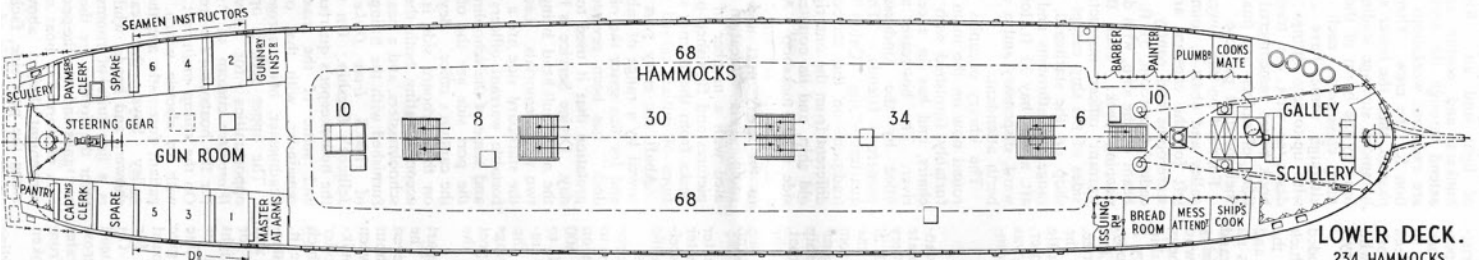 SEAMEN INSTRUCTORS
SCULLERY
PAYMRS
CLERK
SPARE
6
4
2
GUNNRY
INSTR
68
HAMMOCKS
BARBER
PAINTER
PLUMBR
COOKS
MATE
STEERING GEAR
GUN ROOM
10
8
30
34
6
10
GALLEY
SCULLERY
PANTRY
CAPTNS
CLERK
SPARE
5
3
1
MASTER
AT ARMS
68
ISSUING
RM
BREAD
ROOM
MESS
ATTENDT
SHIPS
COOK
Do
LOWER DECK.
234 HAMMOCKS